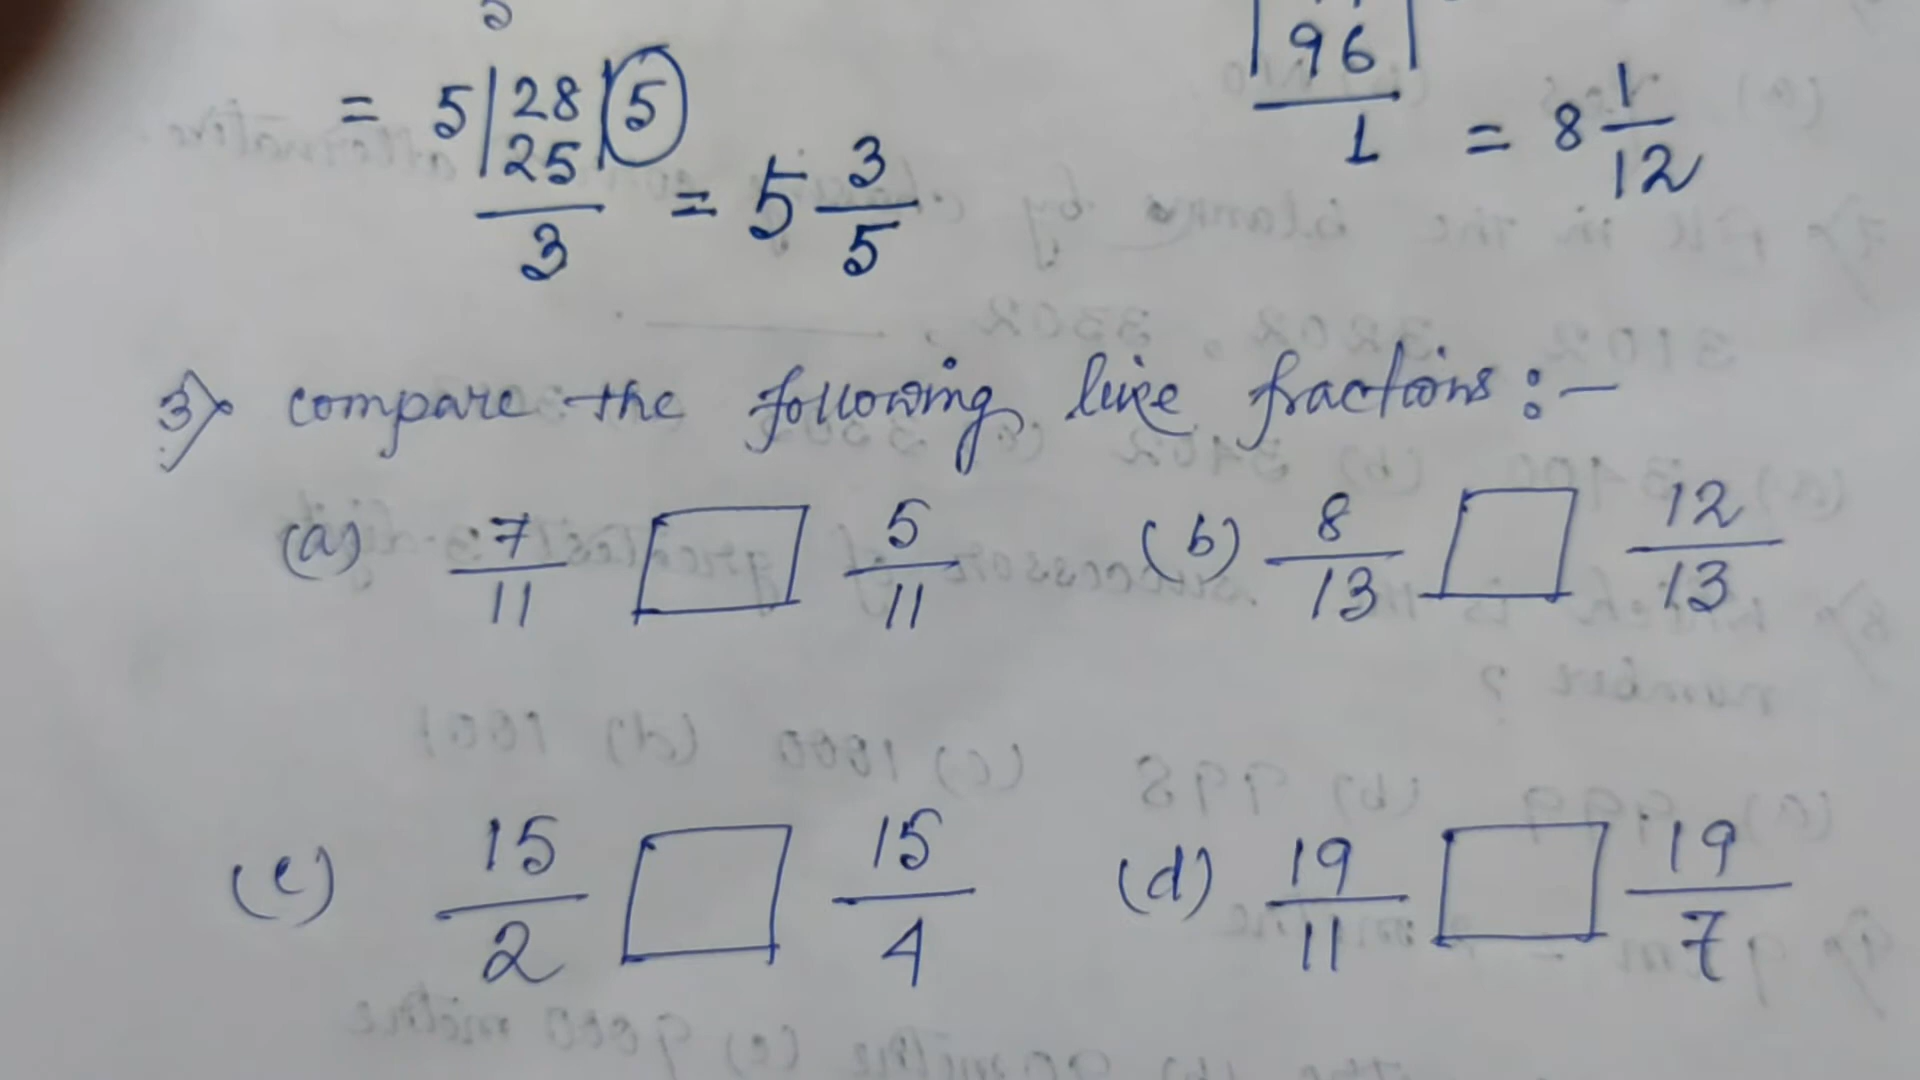 = 5 | 28 | 5
25
3 = 5 3/5
96
1 = 8 1/12
3) compare the following like fractions :-
(a) 7/11 □ 5/11 (b) 8/13 □ 12/13
(c) 15/2 □ 15/4 (d) 19/11 □ 19/7